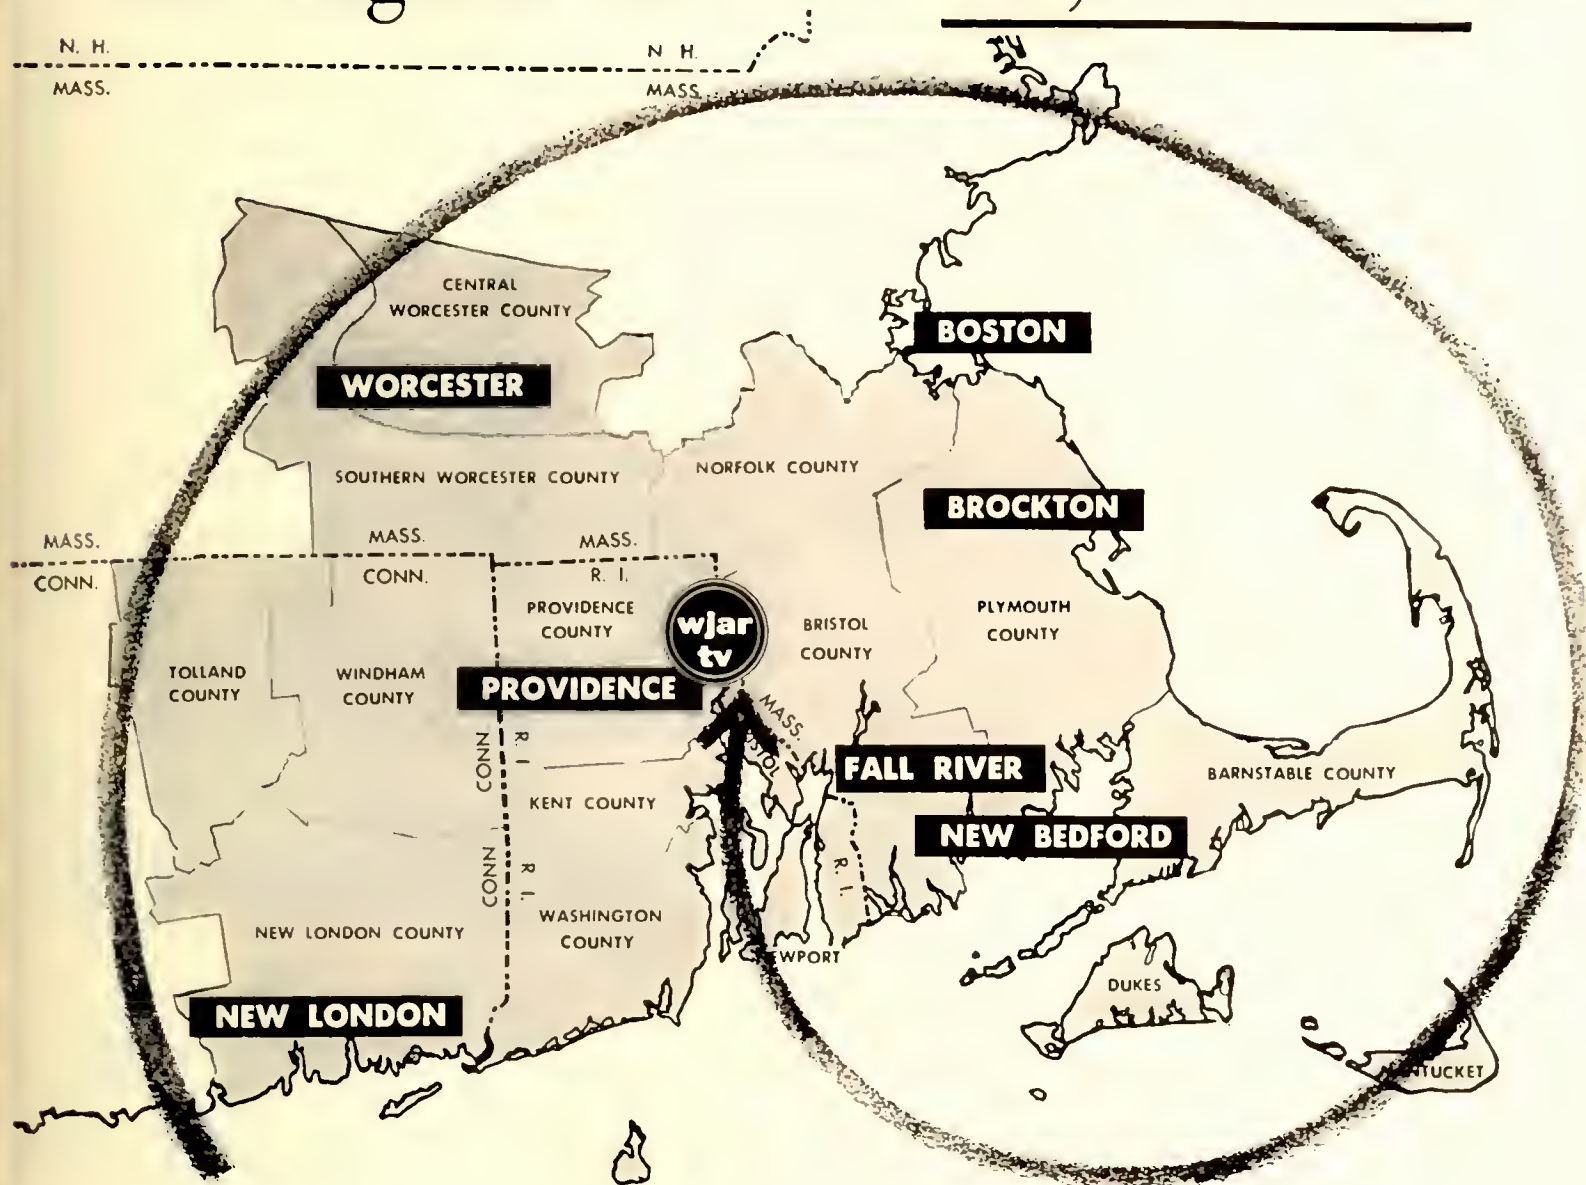 N. H.
N H.
MASS.
MASS.
CENTRAL
WORCESTER COUNTY
BOSTON
WORCESTER
SOUTHERN WORCESTER COUNTY
NORFOLK COUNTY
BROCKTON
MASS.
MASS.
MASS.
CONN.
CONN.
R. I.
PROVIDENCE
COUNTY
wjar
tv
BRISTOL
COUNTY
PLYMOUTH
COUNTY
TOLLAND
COUNTY
WINDHAM
COUNTY
PROVIDENCE
MASS.
CONN
R. I
FALL RIVER
BARNSTABLE COUNTY
KENT COUNTY
NEW BEDFORD
CONN
R. I.
R. I.
NEW LONDON COUNTY
WASHINGTON
COUNTY
EWPORT
DUKES
NEW LONDON
NTUCKET